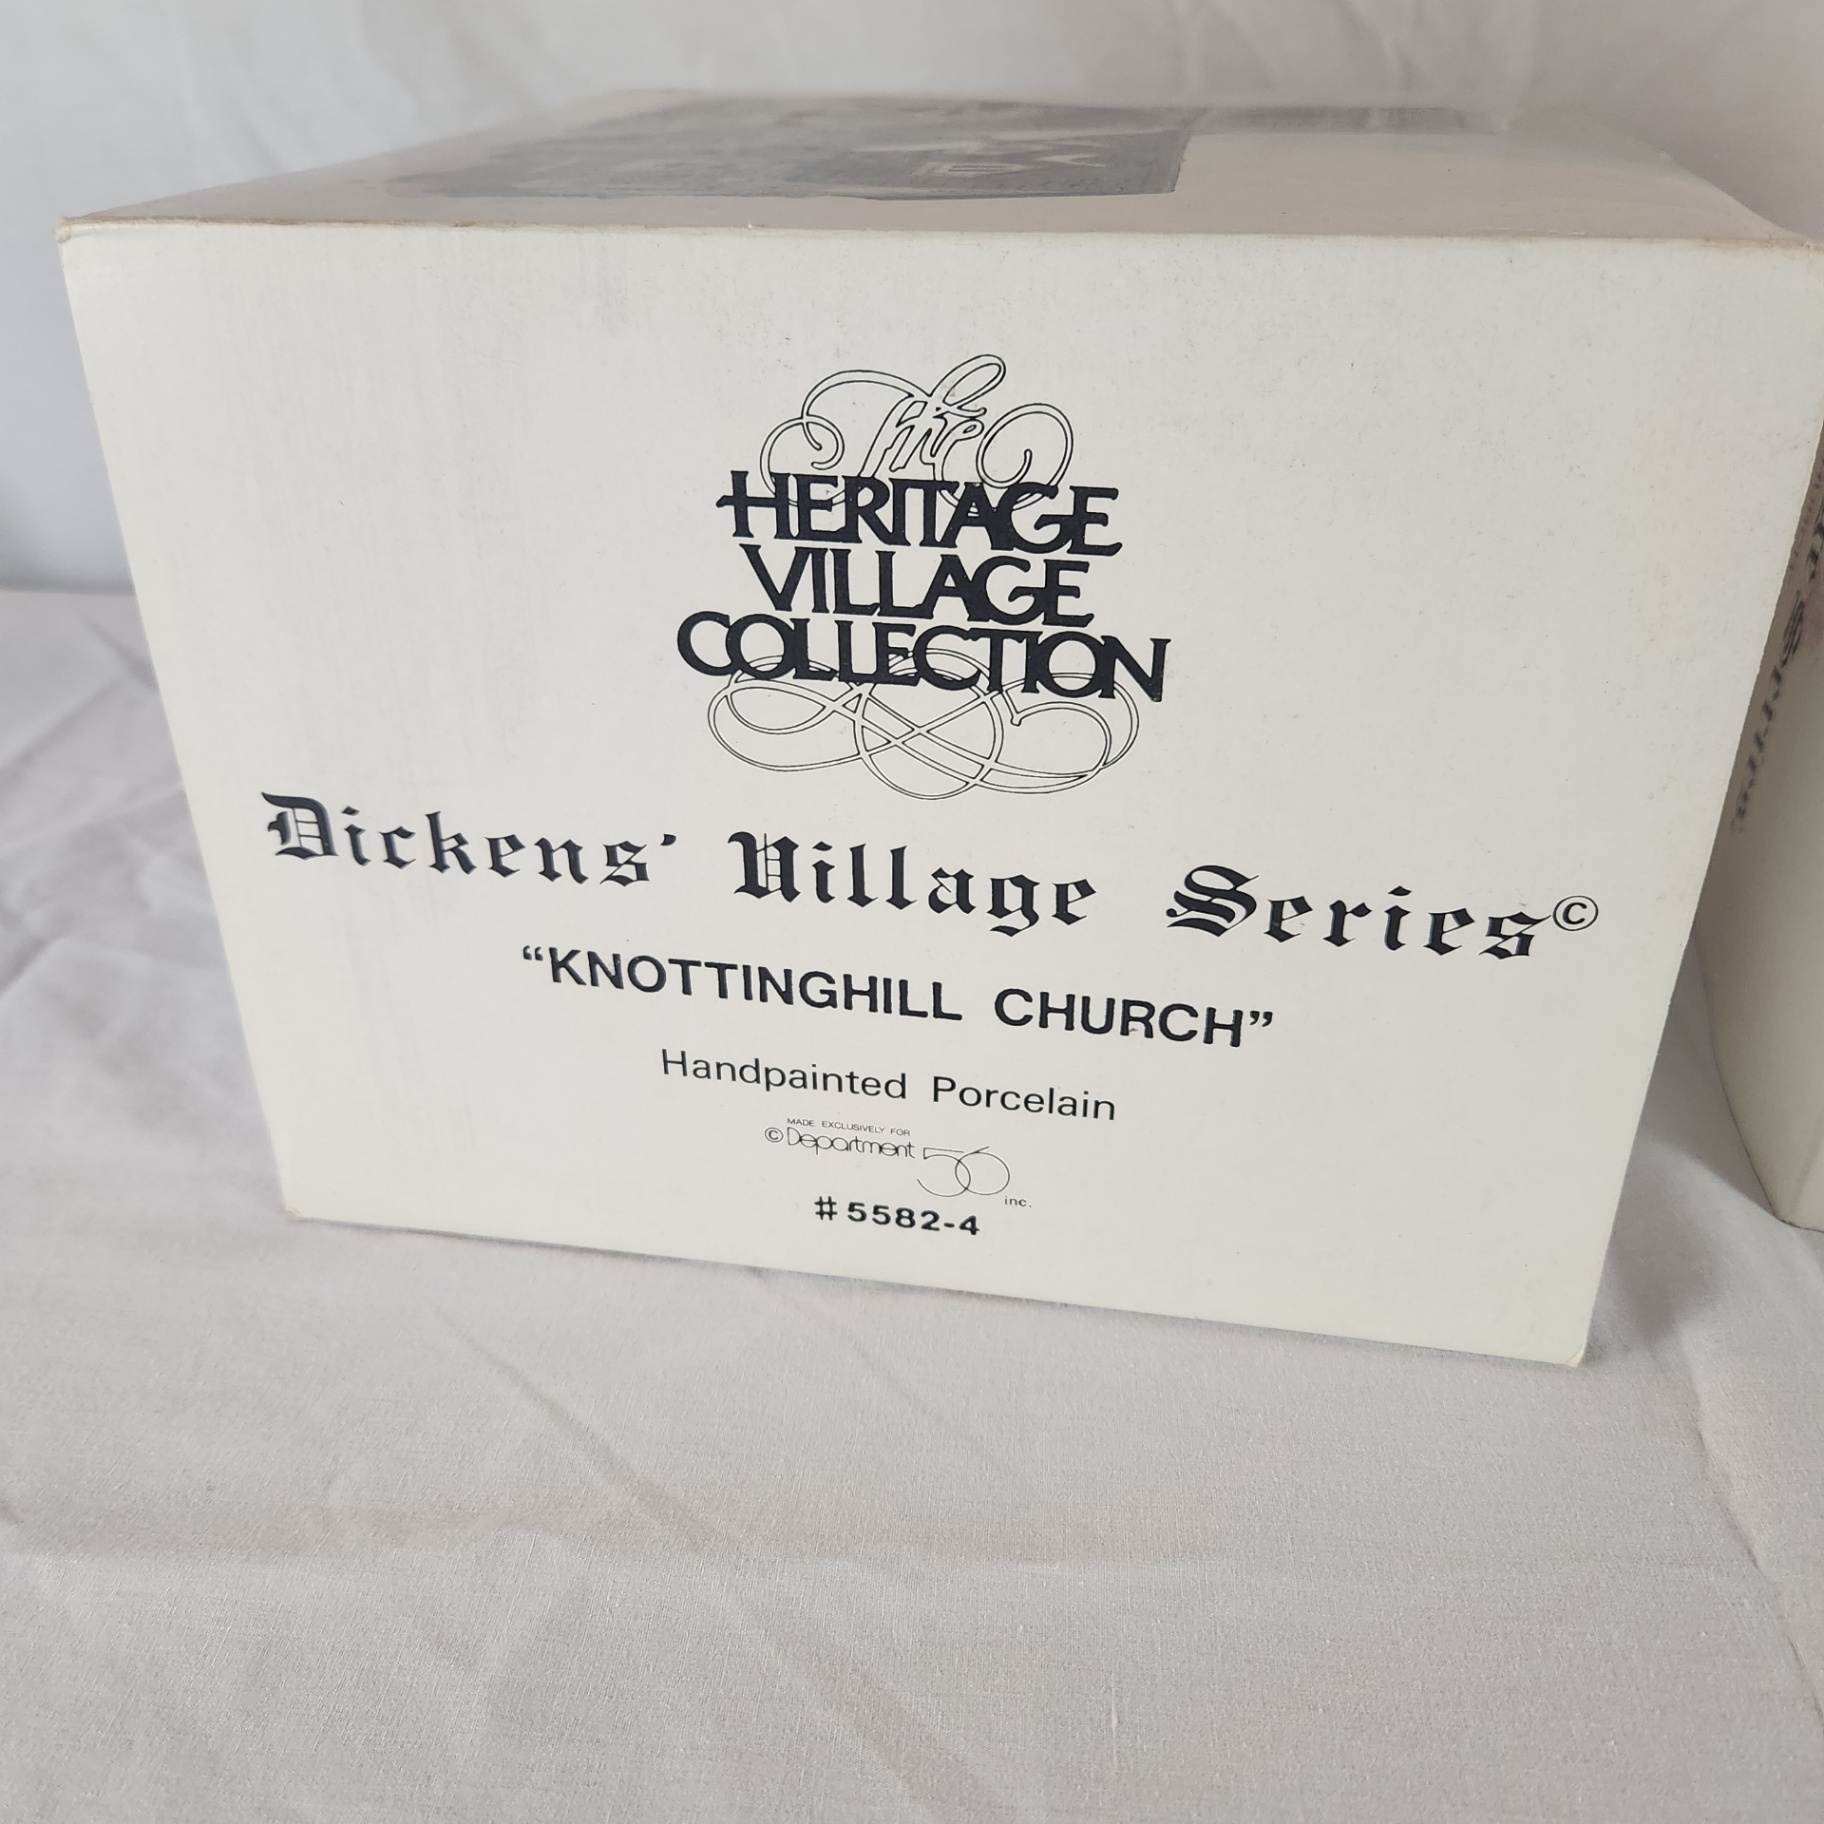 The
HERITAGE
VILLAGE
COLLECTION
Dickens' Village Series©
“KNOTTINGHILL CHURCH”
Handpainted Porcelain
MADE EXCLUSIVELY FOR
© Department 56 inc.
#5582-4